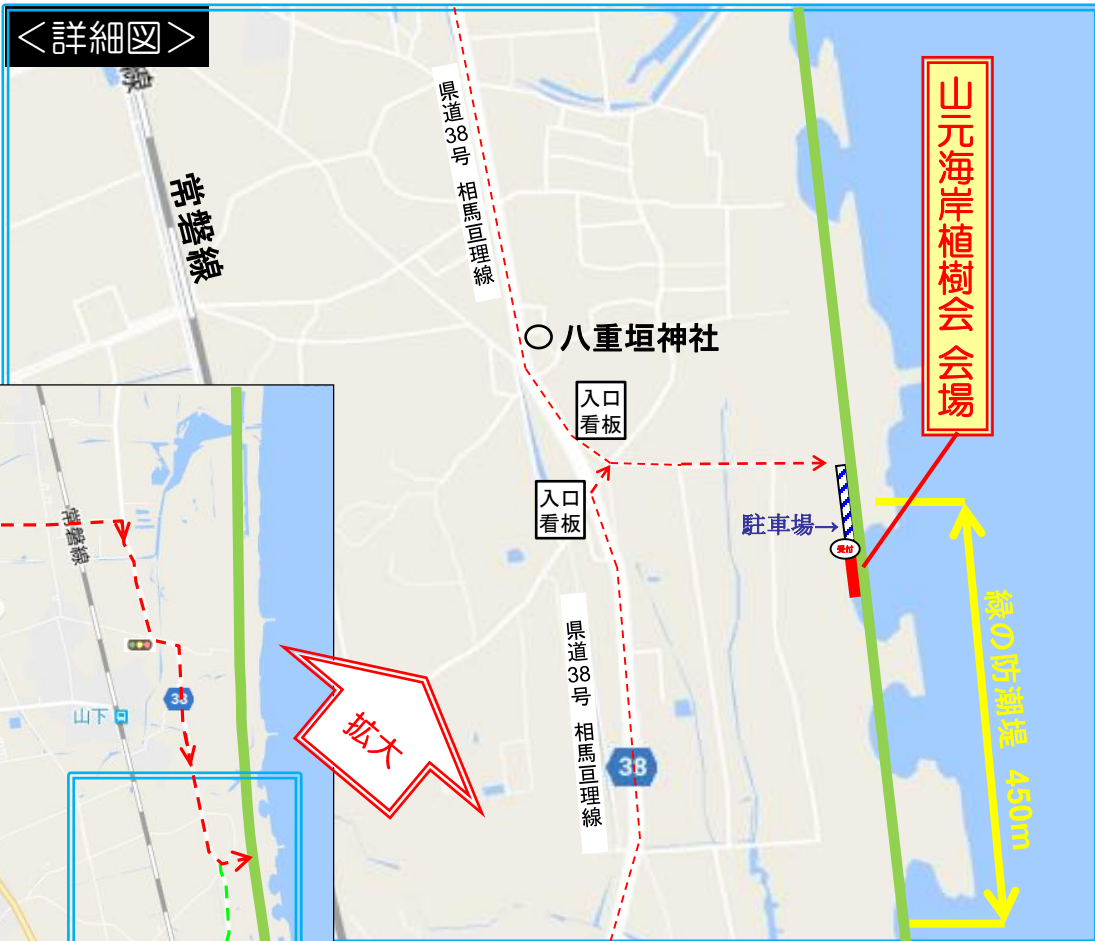 ＜詳細図＞
線
常磐線
県道38号 相馬亘理線
山元海岸植樹会 会場
○八重垣神社
入口
看板
入口
看板
駐車場→
受付
緑の防潮堤 450m
県道38号 相馬亘理線
38
拡大
常磐線
山下
38